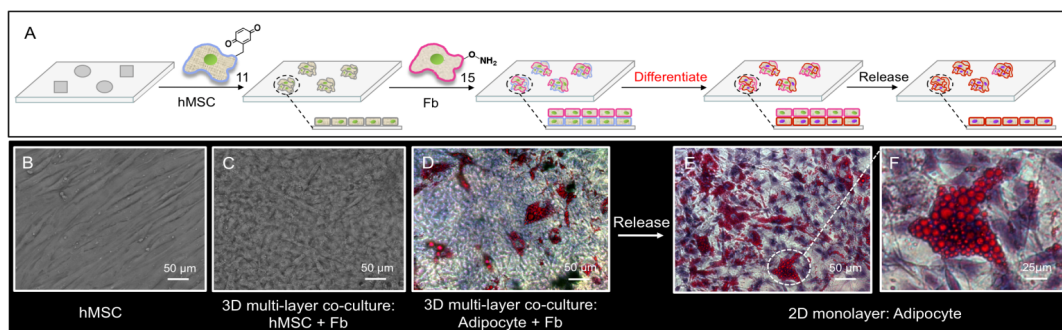 A
O
O
11
hMSC
O
NH₂
15
Fb
Differentiate
Release
B
50 µm
C
50 µm
D
50 µm
Release
E
50 µm
F
25µm
hMSC
3D multi-layer co-culture:
hMSC + Fb
3D multi-layer co-culture:
Adipocyte + Fb
2D monolayer: Adipocyte